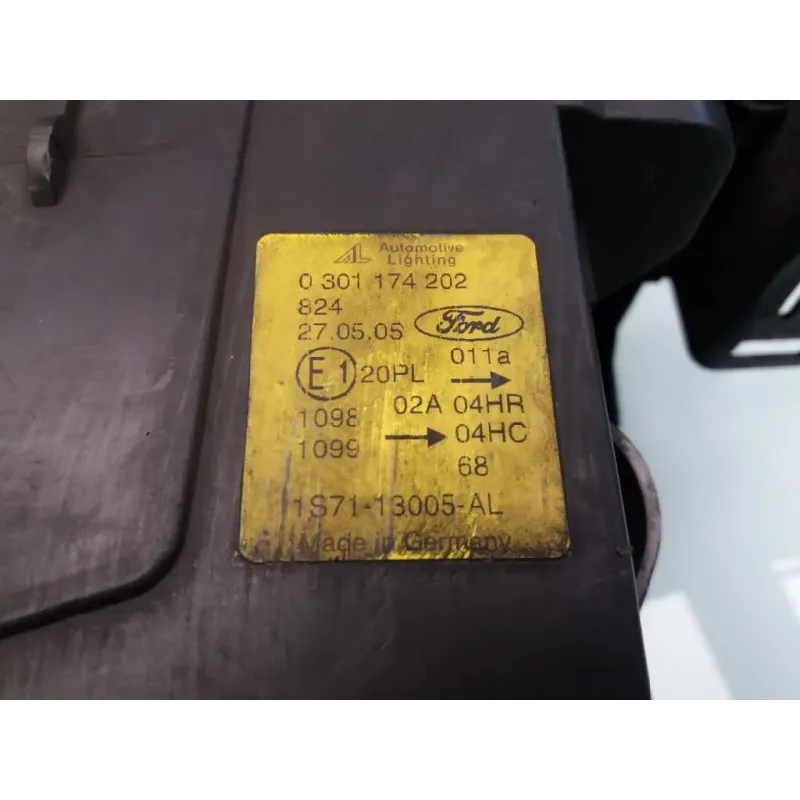 AL Automotive
Lighting
0 301 174 202
824
27.05.05 Ford
011a
E1 20PL →
1098 02A 04HR
1099 → 04HC
68
1S71-13005-AL
Made in Germany